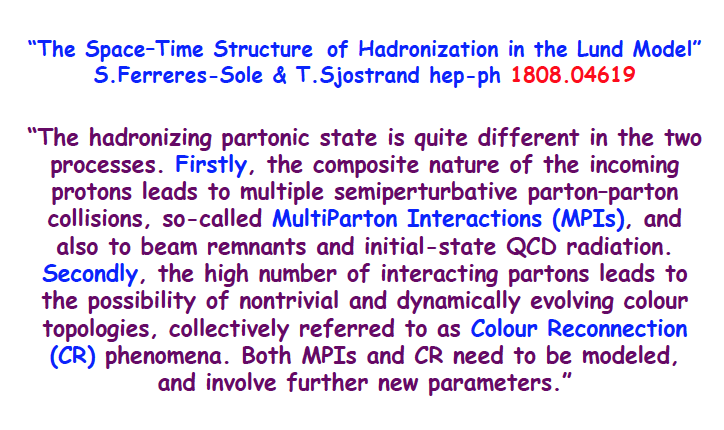 “The Space-Time Structure of Hadronization in the Lund Model”
S.Ferreres-Sole & T.Sjostrand hep-ph 1808.04619
“The hadronizing partonic state is quite different in the two
processes. Firstly, the composite nature of the incoming
protons leads to multiple semiperturbative parton–parton
collisions, so-called MultiParton Interactions (MPIs), and
also to beam remnants and initial-state QCD radiation.
Secondly, the high number of interacting partons leads to
the possibility of nontrivial and dynamically evolving colour
topologies, collectively referred to as Colour Reconnection
(CR) phenomena. Both MPIs and CR need to be modeled,
and involve further new parameters.”